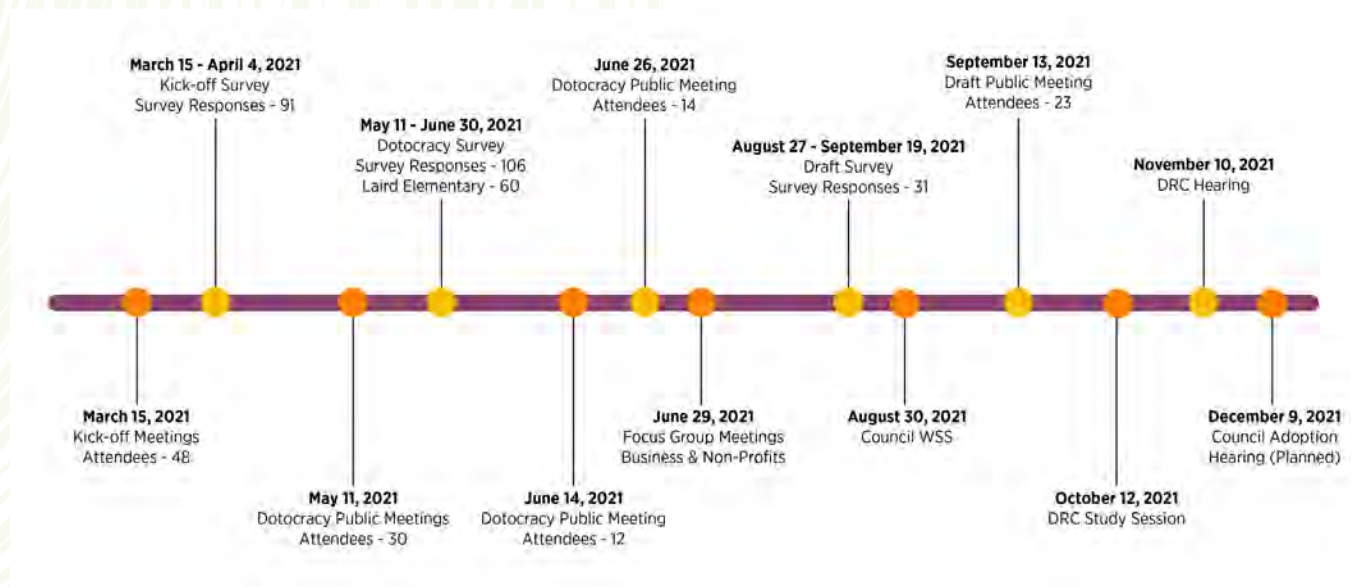 March 15 - April 4, 2021
Kick-off Survey
Survey Responses - 91
May 11 - June 30, 2021
Dotocracy Survey
Survey Responses - 106
Laird Elementary - 60
June 26, 2021
Dotocracy Public Meeting
Attendees - 14
August 27 - September 19, 2021
Draft Survey
Survey Responses - 31
September 13, 2021
Draft Public Meeting
Attendees - 23
November 10, 2021
DRC Hearing
March 15, 2021
Kick-off Meetings
Attendees - 48
May 11, 2021
Dotocracy Public Meetings
Attendees - 30
June 14, 2021
Dotocracy Public Meeting
Attendees - 12
June 29, 2021
Focus Group Meetings
Business & Non-Profits
August 30, 2021
Council WSS
October 12, 2021
DRC Study Session
December 9, 2021
Council Adoption
Hearing (Planned)